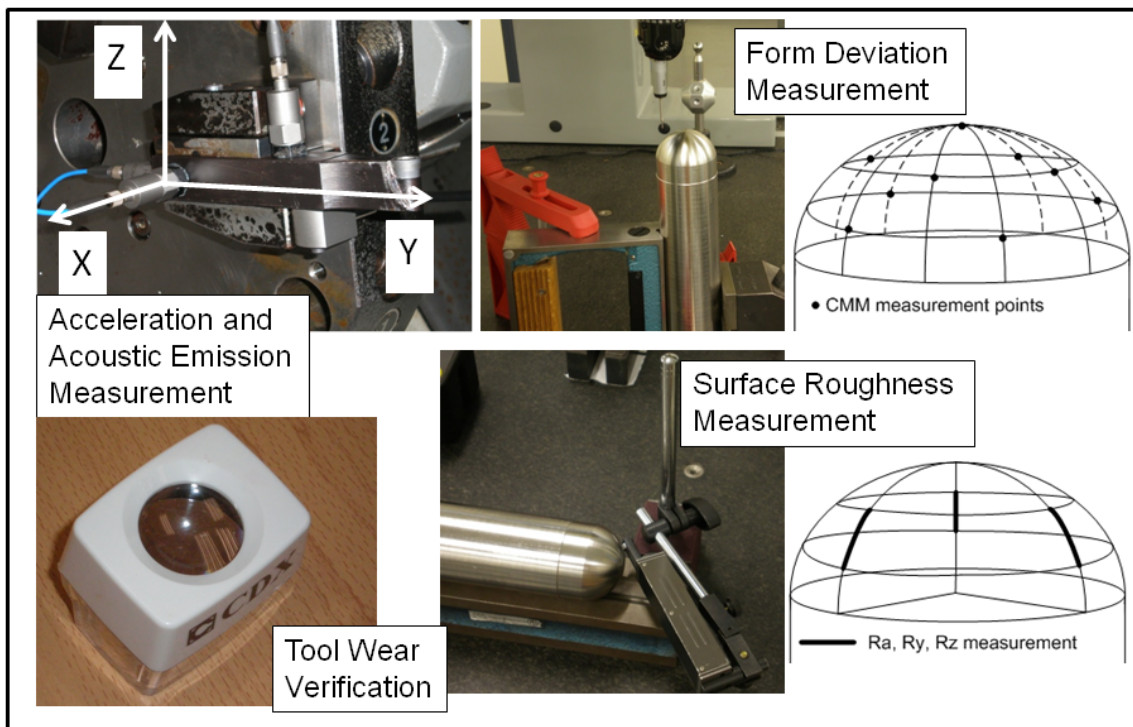 Z
X
Y
2
Acceleration and
Acoustic Emission
Measurement
Form Deviation
Measurement
• CMM measurement points
CDX
Tool Wear
Verification
Surface Roughness
Measurement
Ra, Ry, Rz measurement